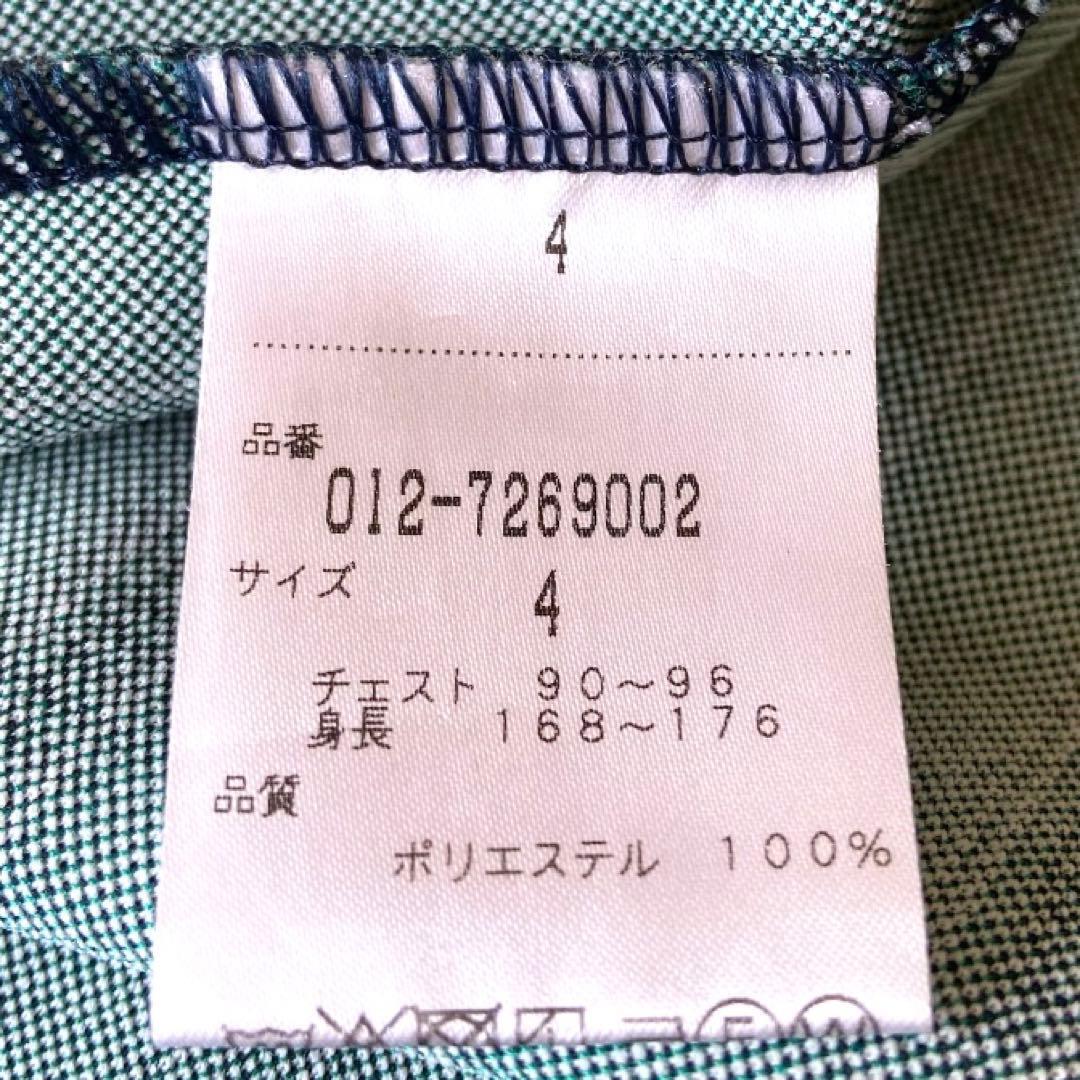 4
品番
012-7269002
サイズ
4
チェスト 90～96
身長 168～176
品質
ポリエステル 100%